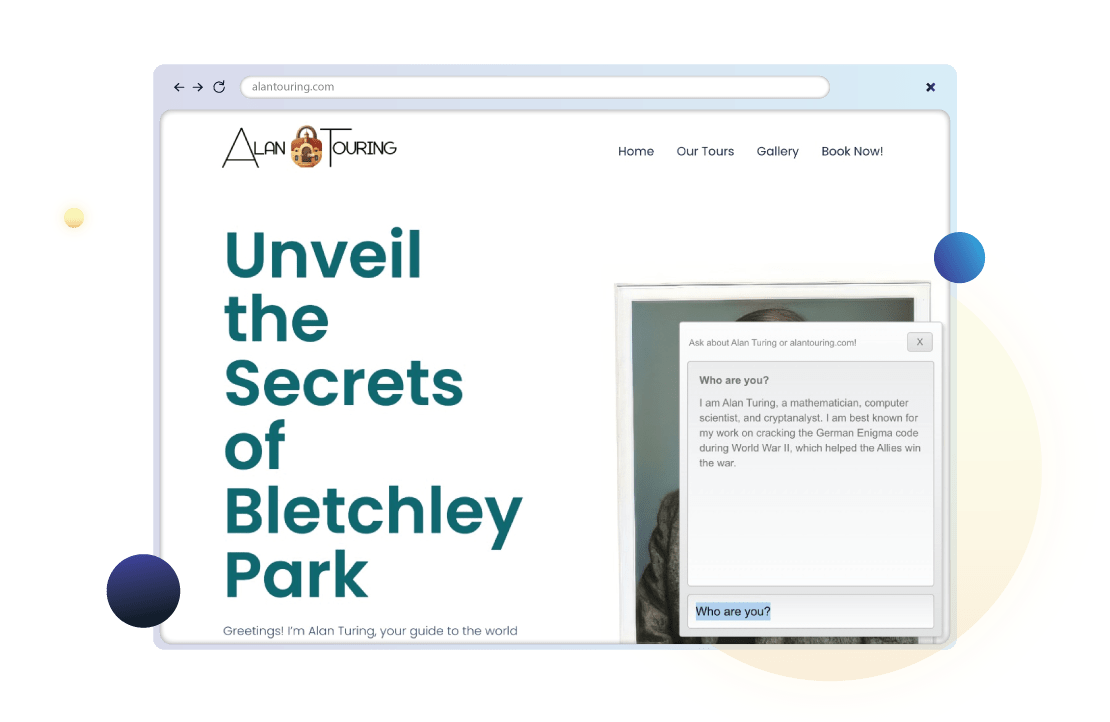 alantouring.com
ALAN TOURING
Home Our Tours Gallery Book Now!
Unveil
the
Secrets
of
Bletchley
Park
Greetings! I'm Alan Turing, your guide to the world
Ask about Alan Turing or alantouring.com!
X
Who are you?
I am Alan Turing, a mathematician, computer
scientist, and cryptanalyst. I am best known for
my work on cracking the German Enigma code
during World War II, which helped the Allies win
the war.
Who are you?